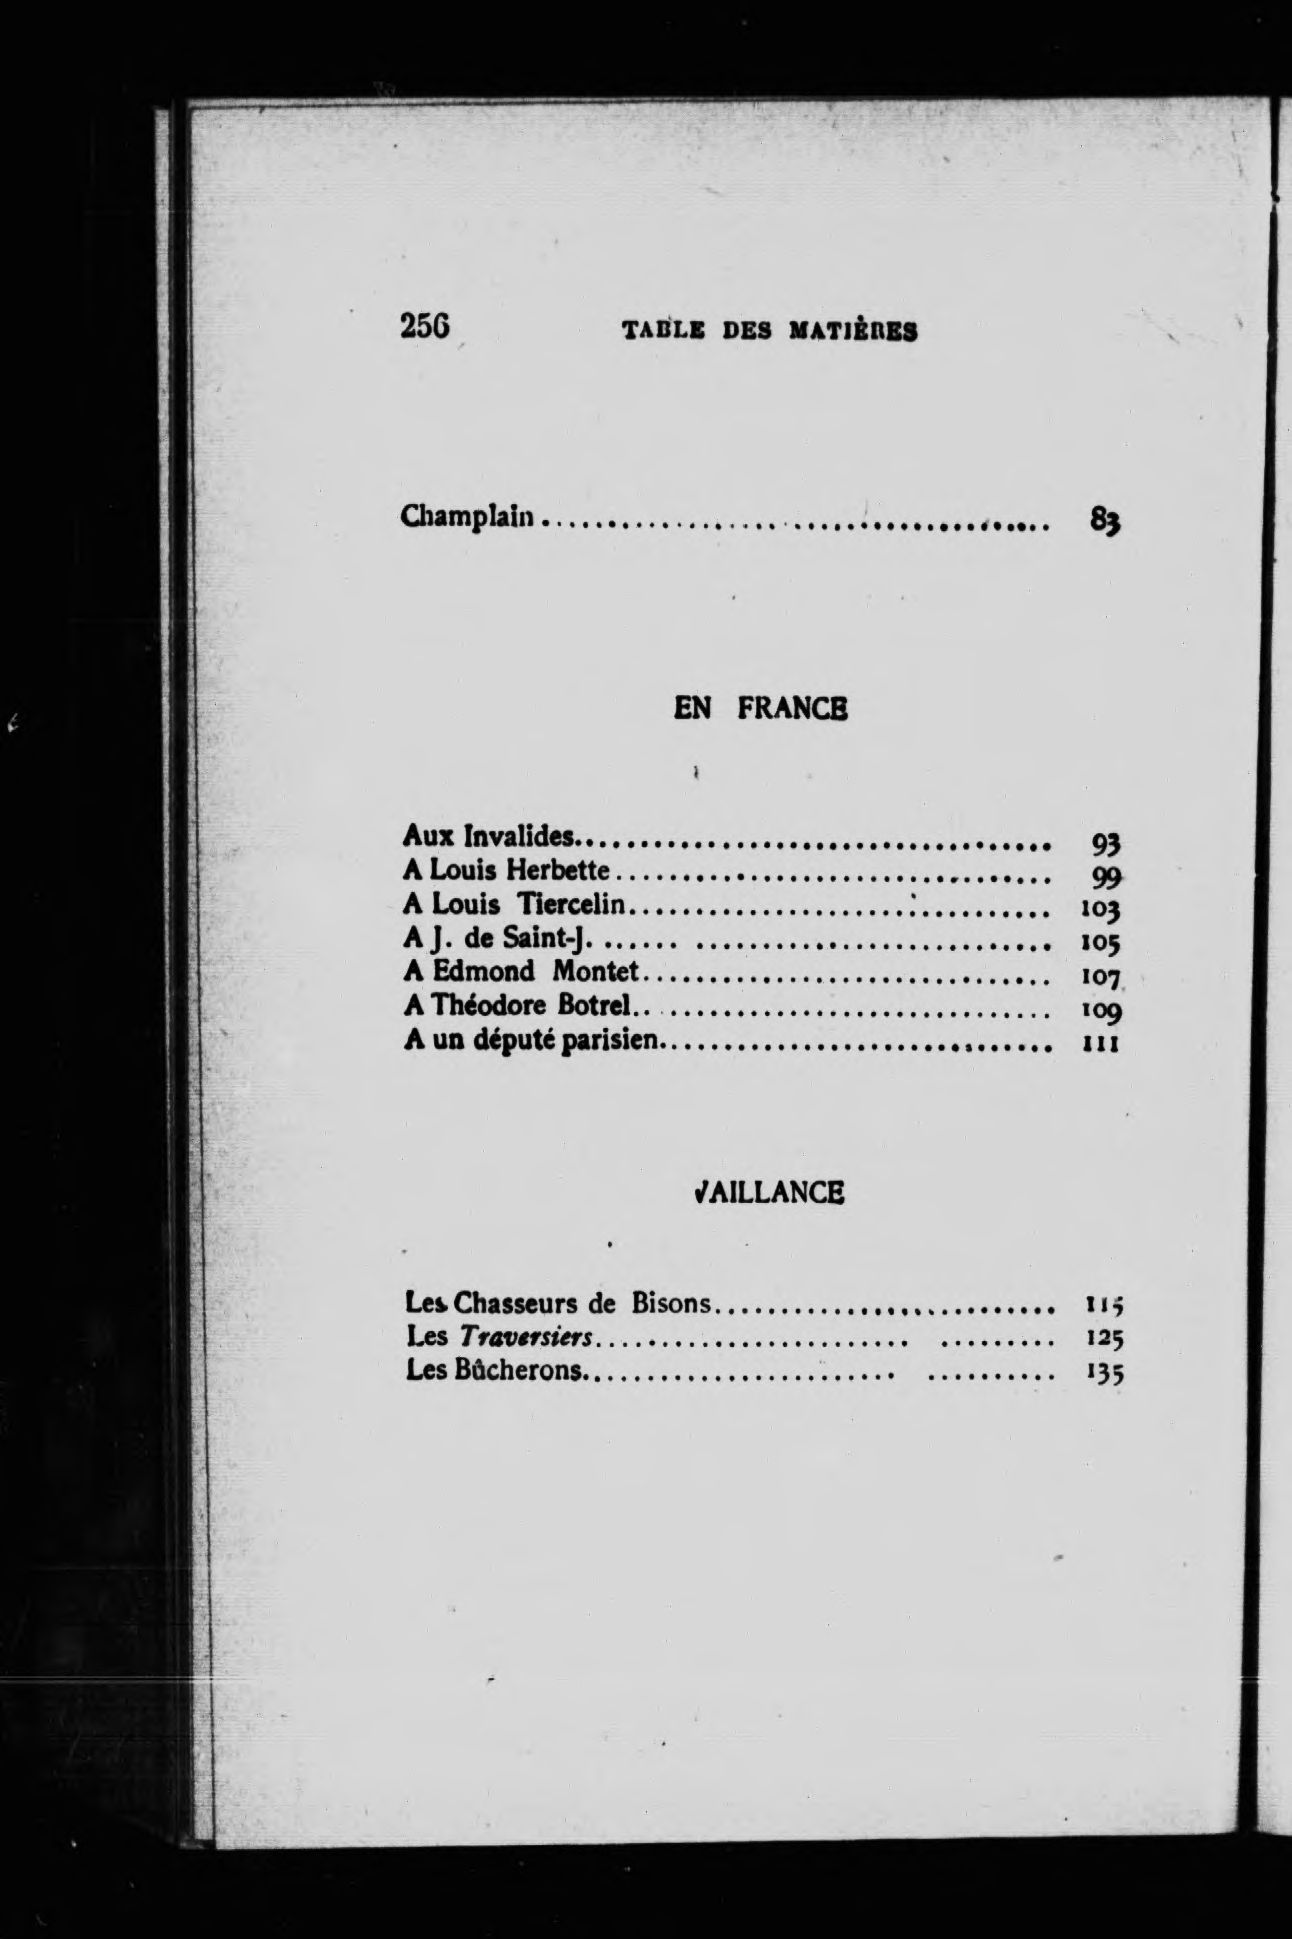 256 TABLE DES MATIÈRES
Champlain ...................................... 83
EN FRANCE
Aux Invalides.................................... 93
A Louis Herbette ................................. 99
A Louis Tiercelin................................ 103
A J. de Saint-J. ................................. 105
A Edmond Montet............................... 107
A Théodore Botrel................................ 109
A un député parisien.............................. 111
VAILLANCE
Les Chasseurs de Bisons.......................... 115
Les Traversiers.................................. 125
Les Bûcherons.................................. 135